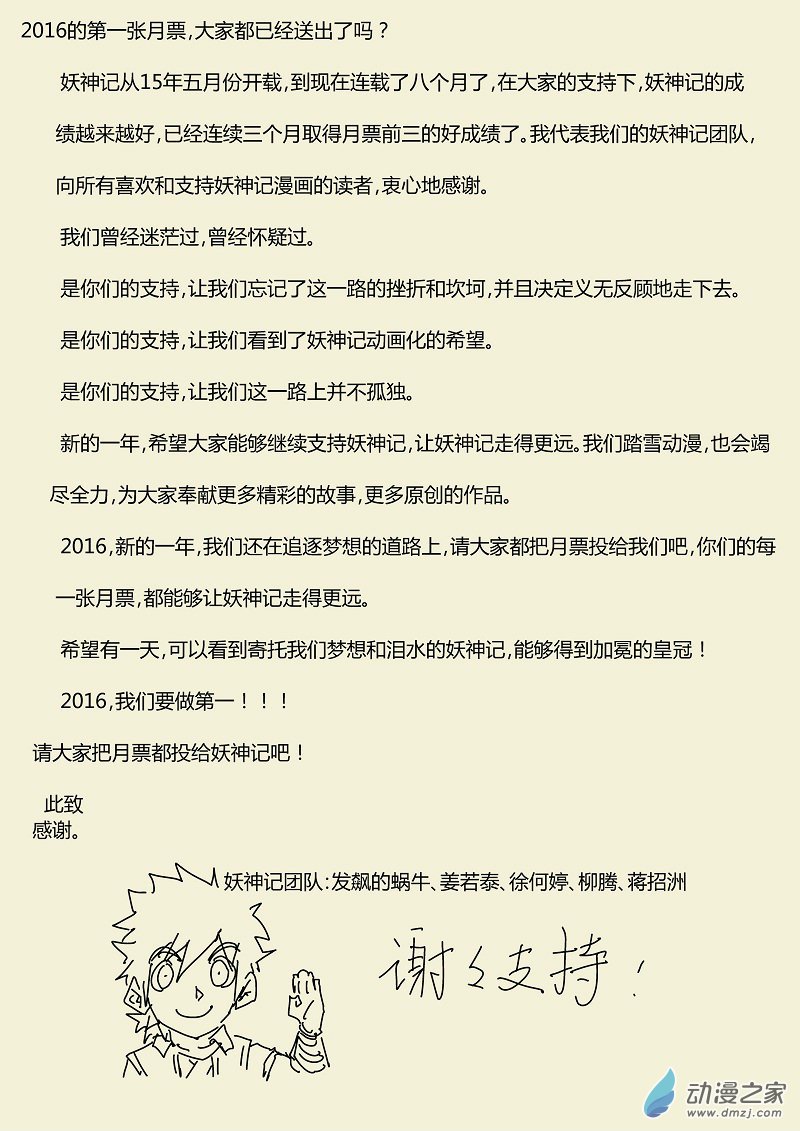 2016的第一张月票,大家都已经送出了吗？
妖神记从15年五月份开载,到现在连载了八个月了,在大家的支持下,妖神记的成
绩越来越好,已经连续三个月取得月票前三的好成绩了。我代表我们的妖神记团队,
向所有喜欢和支持妖神记漫画的读者,衷心地感谢。
我们曾经迷茫过,曾经怀疑过。
是你们的支持,让我们忘记了这一路的挫折和坎坷,并且决定义无反顾地走下去。
是你们的支持,让我们看到了妖神记动画化的希望。
是你们的支持,让我们这一路上并不孤独。
新的一年,希望大家能够继续支持妖神记,让妖神记走得更远。我们踏雪动漫,也会竭
尽全力,为大家奉献更多精彩的故事,更多原创的作品。
2016,新的一年,我们还在追逐梦想的道路上,请大家都把月票投给我们吧,你们的每
一张月票,都能够让妖神记走得更远。
希望有一天,可以看到寄托我们梦想和泪水的妖神记,能够得到加冕的皇冠！
2016,我们要做第一！！！
请大家把月票都投给妖神记吧！
此致
感谢。
妖神记团队:发飙的蜗牛、姜若泰、徐何婷、柳腾、蒋招洲
谢々支持！
动漫之家
www.dmzj.com